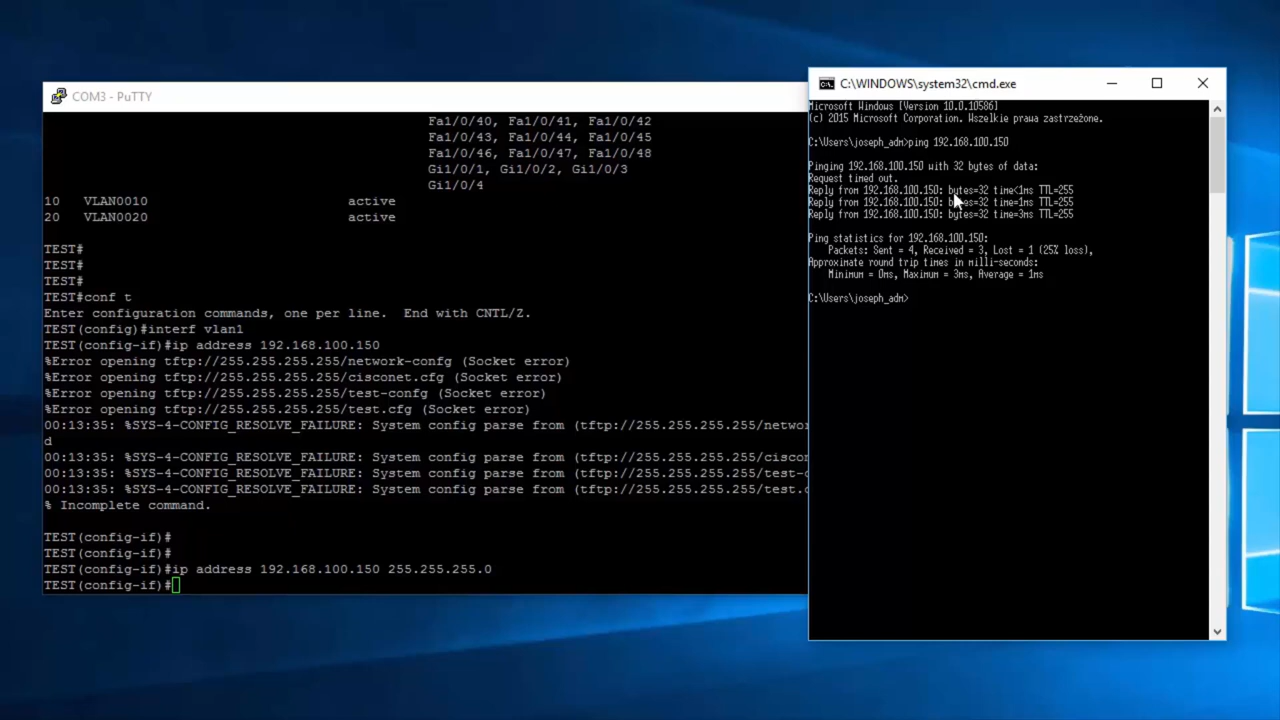 COM3 - PuTTY
Fa1/0/40, Fa1/0/41, Fa1/0/42
Fa1/0/43, Fa1/0/44, Fa1/0/45
Fa1/0/46, Fa1/0/47, Fa1/0/48
Gi1/0/1, Gi1/0/2, Gi1/0/3
Gi1/0/4
10 VLAN0010 active
20 VLAN0020 active
TEST#
TEST#
TEST#
TEST#conf t
Enter configuration commands, one per line. End with CNTL/Z.
TEST(config)#interf vlan1
TEST(config-if)#ip address 192.168.100.150
%Error opening tftp://255.255.255.255/network-confg (Socket error)
%Error opening tftp://255.255.255.255/cisconet.cfg (Socket error)
%Error opening tftp://255.255.255.255/test-confg (Socket error)
%Error opening tftp://255.255.255.255/test.cfg (Socket error)
00:13:35: %SYS-4-CONFIG_RESOLVE_FAILURE: System config parse from (tftp://255.255.255.255/networ
d
00:13:35: %SYS-4-CONFIG_RESOLVE_FAILURE: System config parse from (tftp://255.255.255.255/ciscon
00:13:35: %SYS-4-CONFIG_RESOLVE_FAILURE: System config parse from (tftp://255.255.255.255/test-c
00:13:35: %SYS-4-CONFIG_RESOLVE_FAILURE: System config parse from (tftp://255.255.255.255/test.c
% Incomplete command.
TEST(config-if)#
TEST(config-if)#
TEST(config-if)#ip address 192.168.100.150 255.255.255.0
TEST(config-if)#
C:\WINDOWS\system32\cmd.exe
Microsoft Windows [Version 10.0.10586]
(c) 2015 Microsoft Corporation. Wszelkie prawa zastrzeżone.
C:\Users\joseph_adm>ping 192.168.100.150
Pinging 192.168.100.150 with 32 bytes of data:
Request timed out.
Reply from 192.168.100.150: bytes=32 time<1ms TTL=255
Reply from 192.168.100.150: bytes=32 time=1ms TTL=255
Reply from 192.168.100.150: bytes=32 time=3ms TTL=255
Ping statistics for 192.168.100.150:
Packets: Sent = 4, Received = 3, Lost = 1 (25% loss),
Approximate round trip times in milli-seconds:
Minimum = 0ms, Maximum = 3ms, Average = 1ms
C:\Users\joseph_adm>